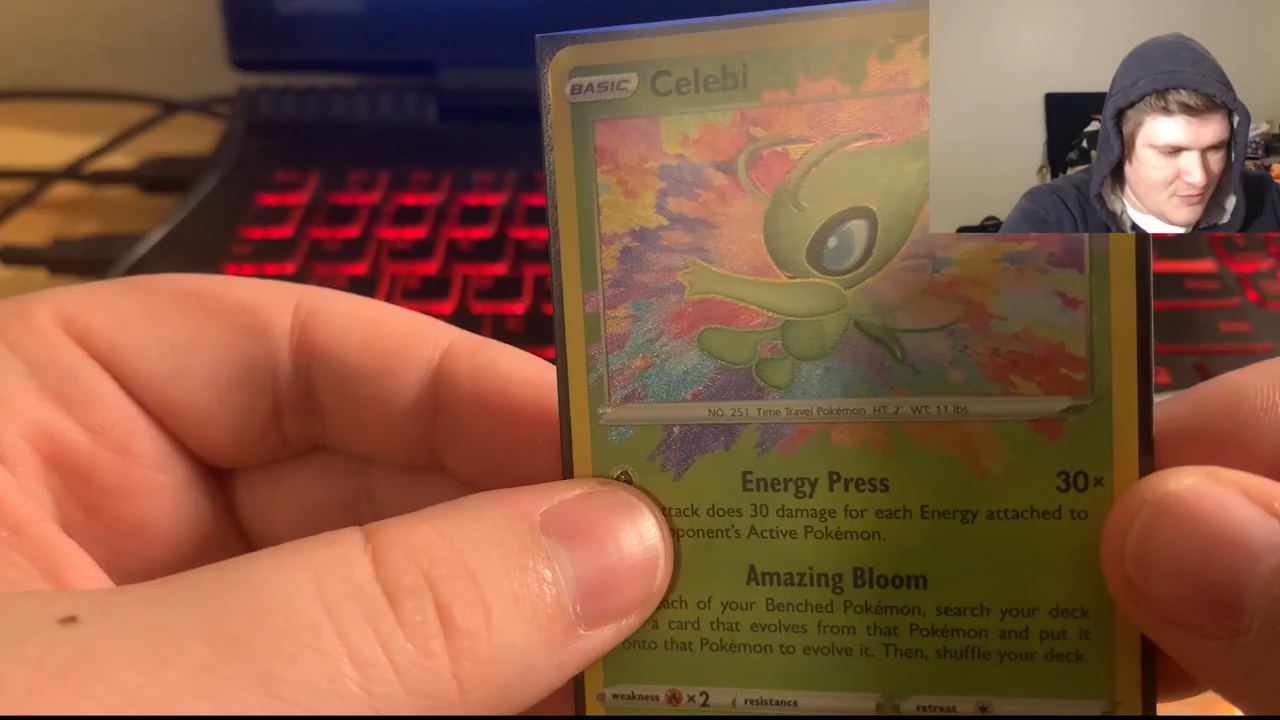 BASIC Celebi
NO. 251 Time Travel Pokémon HT: 2' WT: 11 lbs.
Energy Press 30×
ttack does 30 damage for each Energy attached to
pponent's Active Pokémon.
Amazing Bloom
each of your Benched Pokémon, search your deck
a card that evolves from that Pokémon and put it
onto that Pokémon to evolve it. Then, shuffle your deck.
weakness ×2 resistance retreat